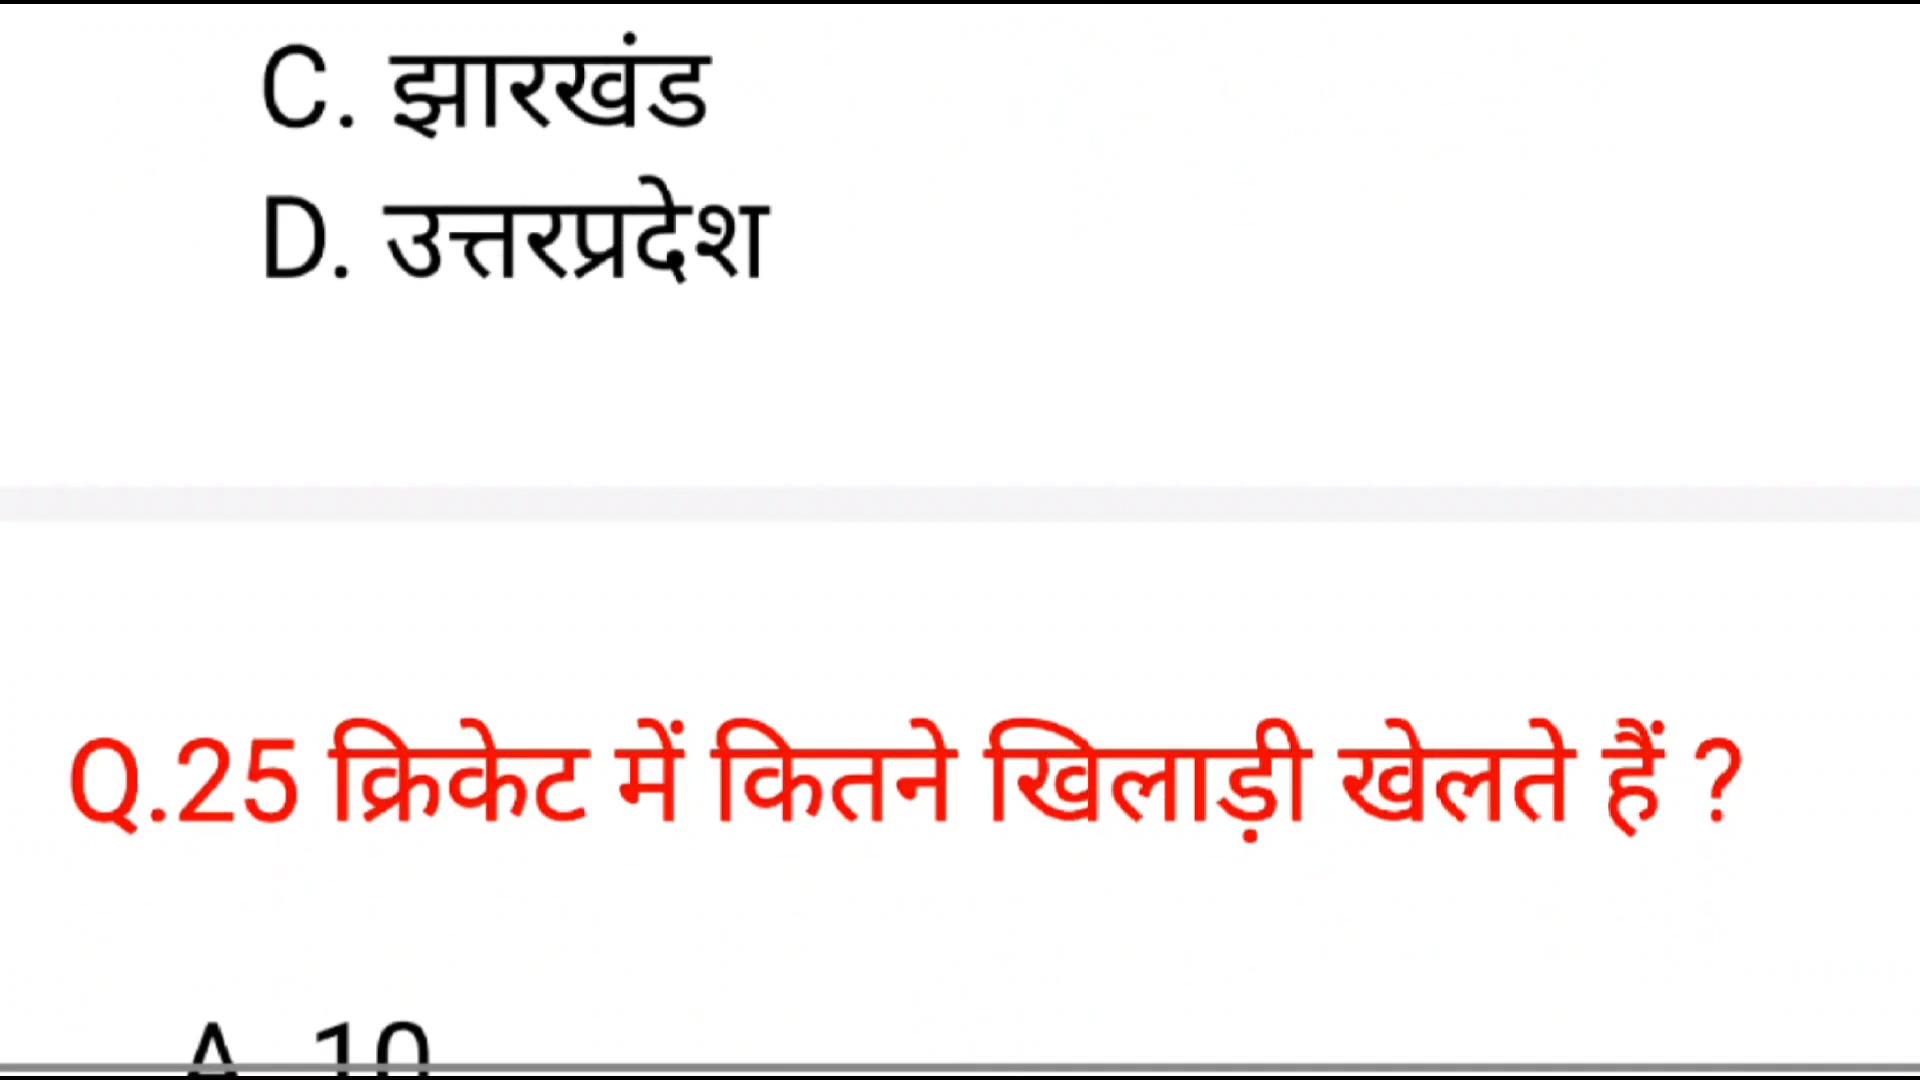 C. झारखंड
D. उत्तरप्रदेश
Q.25 क्रिकेट में कितने खिलाड़ी खेलते हैं ?
A 10